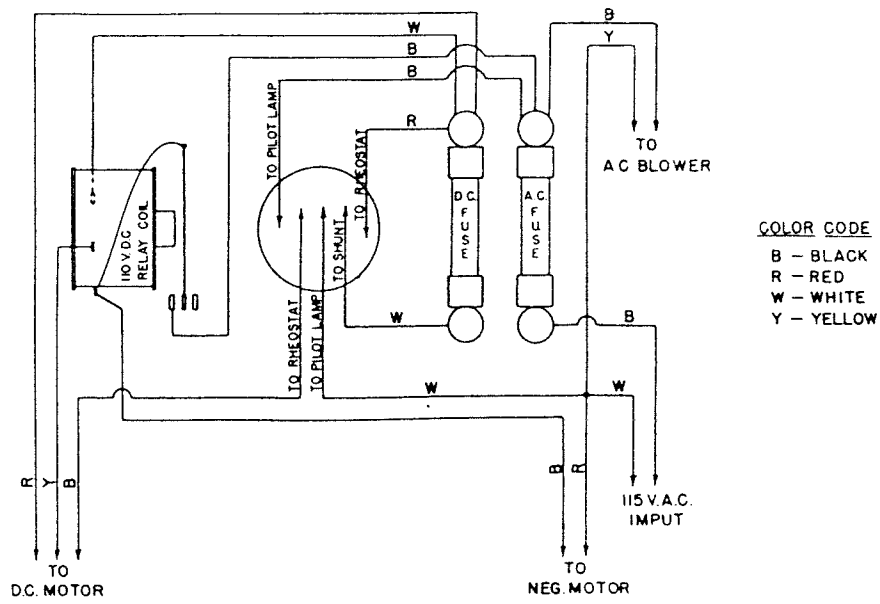 B
W
Y
B
B
R
TO PILOT LAMP
TO RHEOSTAT
TO
A.C BLOWER
110 V.D.C
RELAY COIL
D.C.
FUSE
A.C.
FUSE
COLOR CODE
B – BLACK
R – RED
W – WHITE
Y – YELLOW
TO SHUNT
W
B
TO RHEOSTAT
TO PILOT LAMP
W
W
R
Y
B
B
R
115 V.A.C.
IMPUT
TO
D.C. MOTOR
TO
NEG. MOTOR